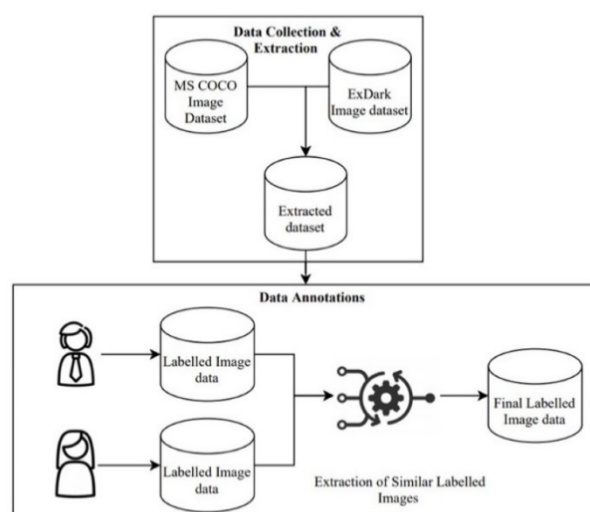 Data Collection &
Extraction
MS COCO
Image
Dataset
ExDark
Image dataset
Extracted
dataset
Data Annotations
Labelled Image
data
Final Labelled
Image data
Labelled Image
data
Extraction of Similar Labelled
Images